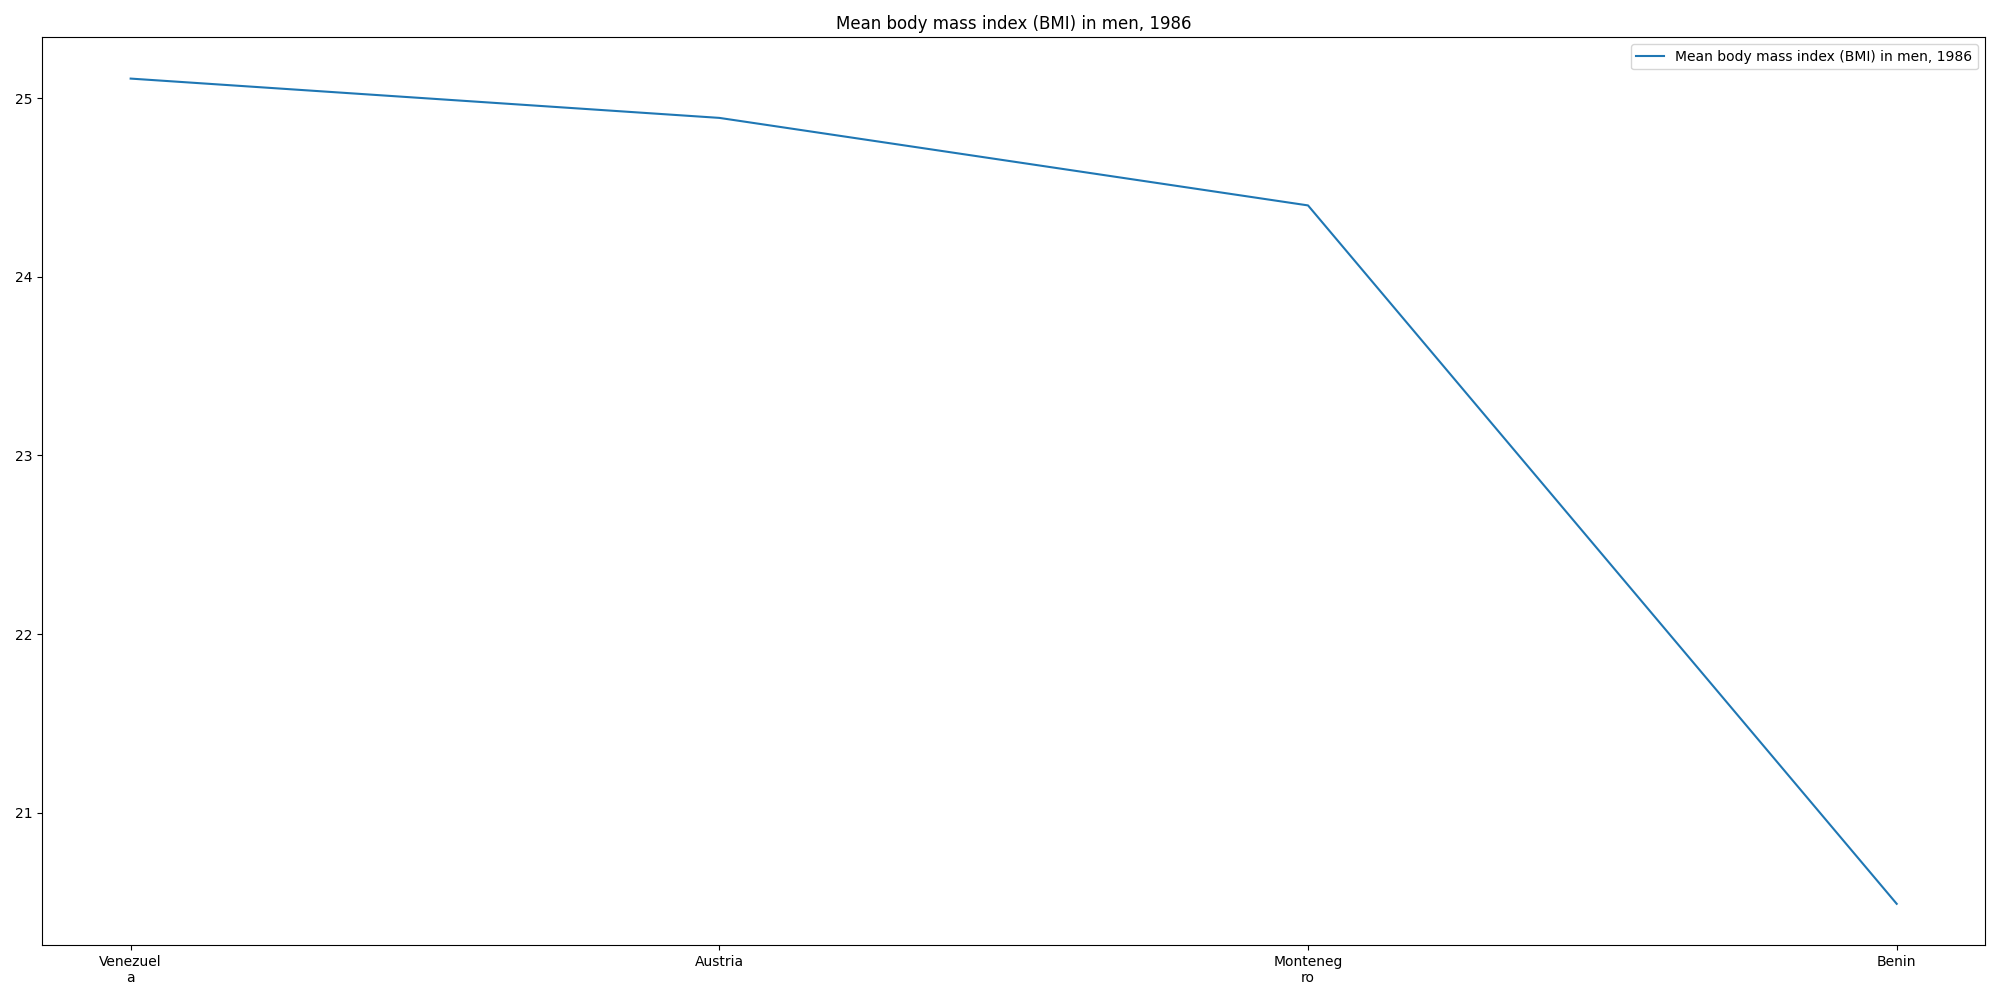 Mean body mass index (BMI) in men, 1986
Mean body mass index (BMI) in men, 1986
25
24
23
22
21
Venezuel
a
Austria
Monteneg
ro
Benin